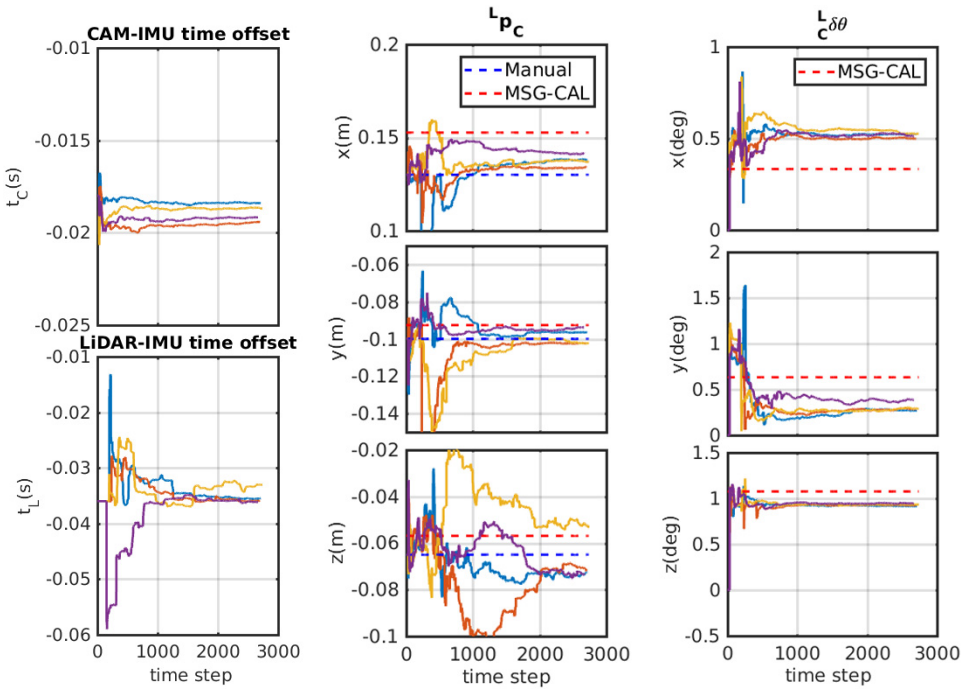 CAM-IMU time offset
-0.01
-0.015
-0.02
-0.025
t_C(s)
LiDAR-IMU time offset
-0.01
-0.02
-0.03
-0.04
-0.05
-0.06
t_L(s)
0 1000 2000 3000
time step
^Lp_C
0.2
0.15
0.1
x(m)
Manual
MSG-CAL
-0.06
-0.08
-0.1
-0.12
-0.14
y(m)
-0.02
-0.04
-0.06
-0.08
-0.1
z(m)
0 1000 2000 3000
time step
^L_Cδθ
1
0.5
0
x(deg)
MSG-CAL
2
1.5
1
0.5
0
y(deg)
1.5
1
0.5
0
-0.5
z(deg)
0 1000 2000 3000
time step